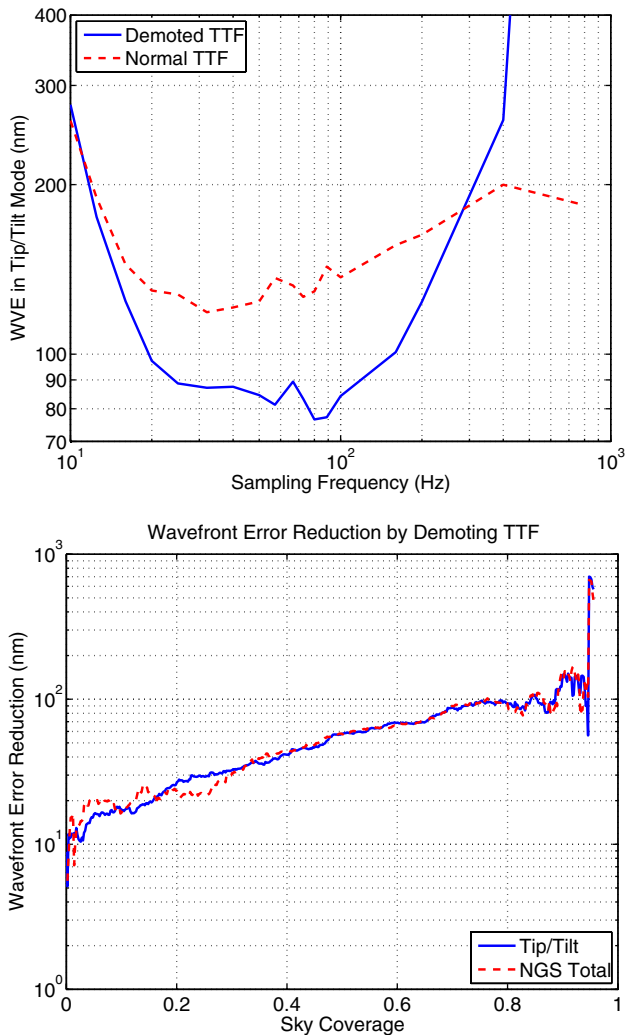 400
Demoted TTF
Normal TTF
300
200
100
90
80
70
WVE in Tip/Tilt Mode (nm)
10^1 10^2 10^3
Sampling Frequency (Hz)
Wavefront Error Reduction by Demoting TTF
10^3
10^2
10^1
10^0
Wavefront Error Reduction (nm)
Tip/Tilt
NGS Total
0 0.2 0.4 0.6 0.8 1
Sky Coverage